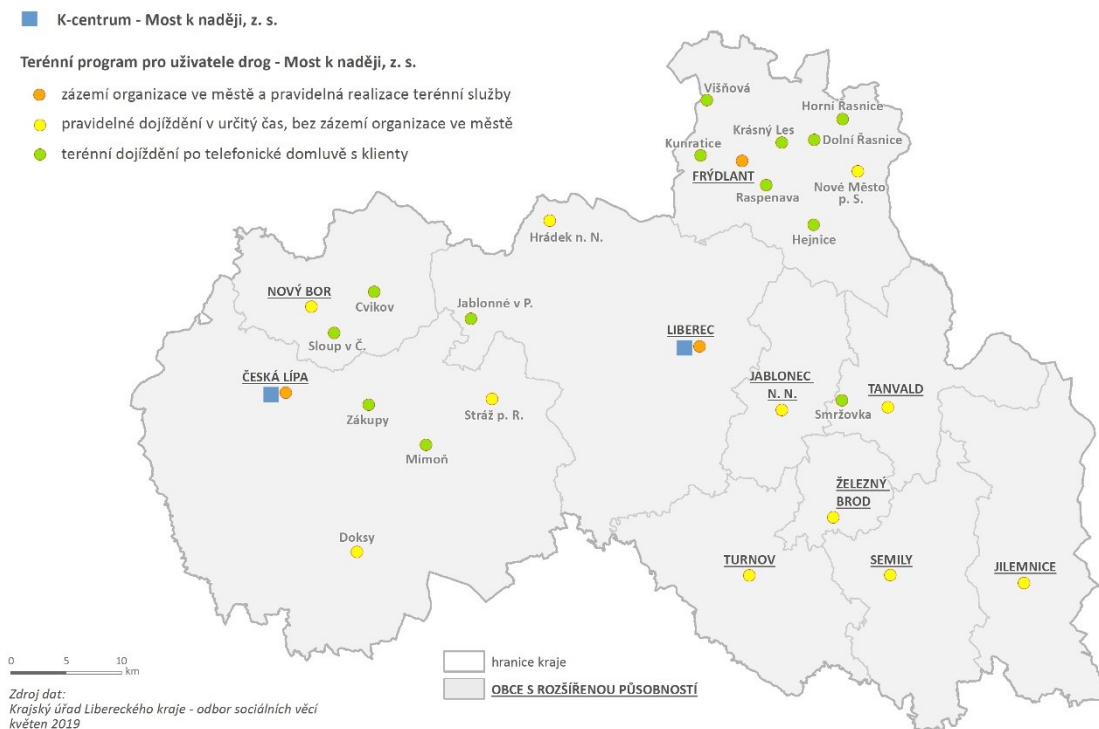 K-centrum - Most k naději, z. s.
Terénní program pro uživatele drog - Most k naději, z. s.
zázemí organizace ve městě a pravidelná realizace terénní služby
pravidelné dojíždění v určitý čas, bez zázemí organizace ve městě
terénní dojíždění po telefonické domluvě s klienty
Višňová
Horní Řasnice
Krásný Les
Dolní Řasnice
Kunratice
FRÝDLANT
Raspenava
Nové Město
p. S.
Hrádek n. N.
Hejnice
NOVÝ BOR
Cvikov
Jablonné v P.
Sloup v Č.
LIBEREC
ČESKÁ LÍPA
JABLONEC
N. N.
TANVALD
Zákupy
Stráž p. R.
Smržovka
Mimoň
ŽELEZNÝ
BROD
Doksy
TURNOV
SEMILY
JILEMNICE
0 5 10
km
hranice kraje
OBCE S ROZŠÍŘENOU PŮSOBNOSTÍ
Zdroj dat:
Krajský úřad Libereckého kraje - odbor sociálních věcí
květen 2019